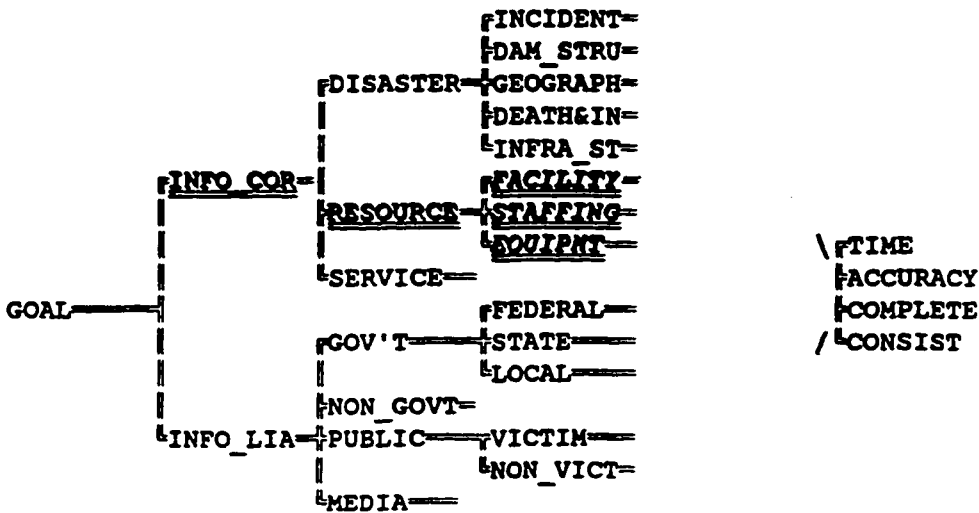 INCIDENT
DAM_STRU
DISASTER GEOGRAPH
DEATH&IN
INFRA_ST
INFO_COR FACILITY
RESOURCE STAFFING
EQUIPMT \ TIME
SERVICE ACCURACY
GOAL FEDERAL COMPLETE
GOV'T STATE / CONSIST
LOCAL
NON_GOVT
INFO_LIA PUBLIC VICTIM
NON_VICT
MEDIA